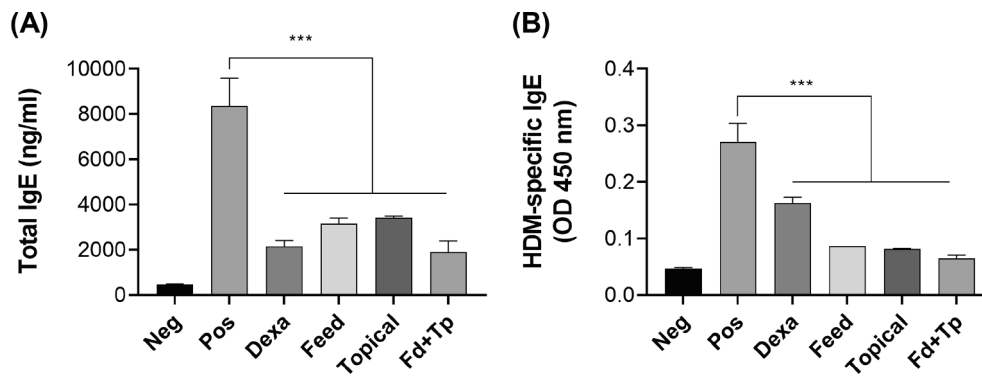 (A)
***
Total IgE (ng/ml)
10000
8000
6000
4000
2000
0
Neg
Pos
Dexa
Feed
Topical
Fd+Tp
(B)
***
HDM-specific IgE
(OD 450 nm)
0.4
0.3
0.2
0.1
0.0
Neg
Pos
Dexa
Feed
Topical
Fd+Tp